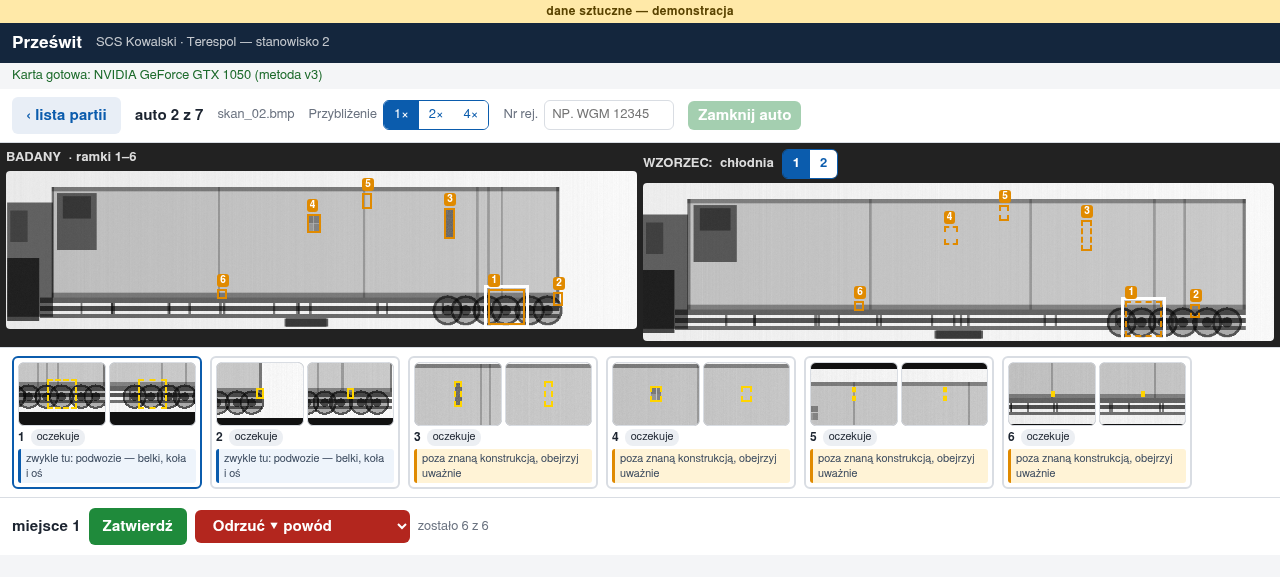 dane sztuczne — demonstracja
Prześwit SCS Kowalski · Terespol — stanowisko 2
Karta gotowa: NVIDIA GeForce GTX 1050 (metoda v3)
‹ lista partii auto 2 z 7 skan_02.bmp Przybliżenie 1× 2× 4× Nr rej. NP. WGM 12345 Zamknij auto
BADANY · ramki 1–6
WZORZEC: chłodnia 1 2
5
4
3
6
1
2
5
4
3
6
1
2
1 oczekuje
zwykle tu: podwozie — belki, koła
i oś
2 oczekuje
zwykle tu: podwozie — belki, koła
i oś
3 oczekuje
poza znaną konstrukcją, obejrzyj
uważnie
4 oczekuje
poza znaną konstrukcją, obejrzyj
uważnie
5 oczekuje
poza znaną konstrukcją, obejrzyj
uważnie
6 oczekuje
poza znaną konstrukcją, obejrzyj
uważnie
miejsce 1 Zatwierdź Odrzuć ▾ powód zostało 6 z 6